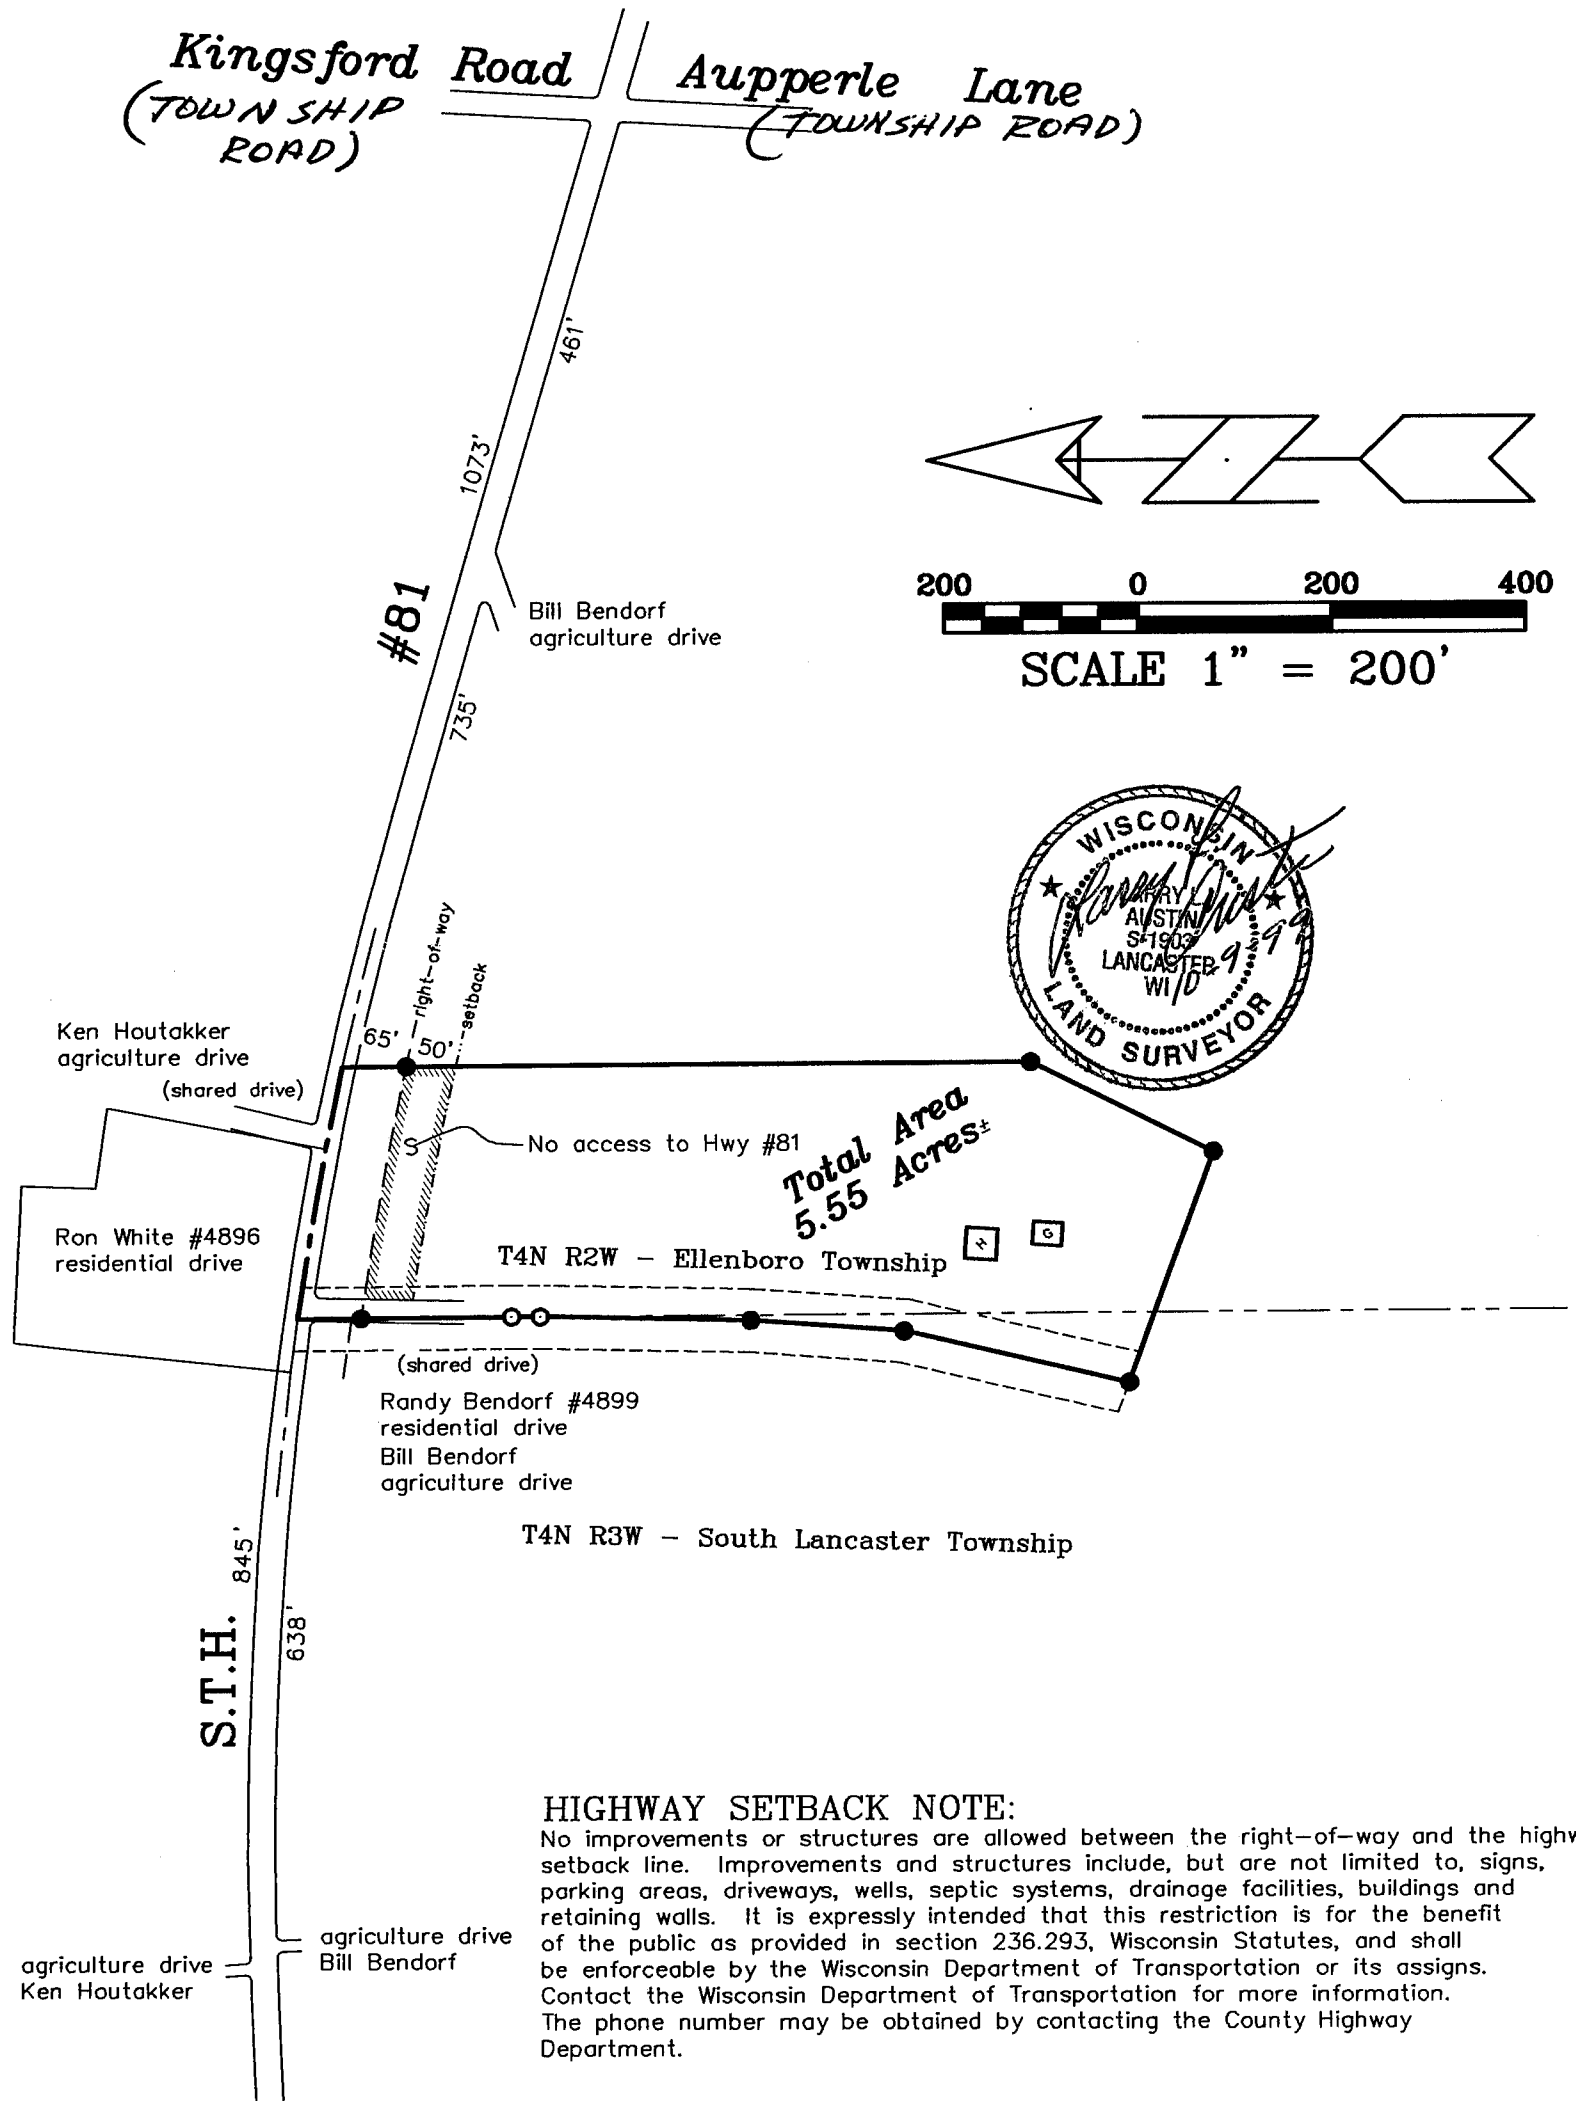 Kingsford Road
(TOWNSHIP
ROAD)
Aupperle Lane
(TOWNSHIP ROAD)
461'
1073'
#81
Bill Bendorf
agriculture drive
735'
200 0 200 400
SCALE 1" = 200'
WISCONSIN
AUSTIN
S-1903
LANCASTER
WI
10-9-99
LAND SURVEYOR
right-of-way
setback
65' 50'
Ken Houtakker
agriculture drive
(shared drive)
S
No access to Hwy #81
Total Area
5.55 Acres±
Ron White #4896
residential drive
H
G
T4N R2W - Ellenboro Township
(shared drive)
Randy Bendorf #4899
residential drive
Bill Bendorf
agriculture drive
T4N R3W - South Lancaster Township
845'
638'
S.T.H.
HIGHWAY SETBACK NOTE:
No improvements or structures are allowed between the right-of-way and the highw
setback line. Improvements and structures include, but are not limited to, signs,
parking areas, driveways, wells, septic systems, drainage facilities, buildings and
retaining walls. It is expressly intended that this restriction is for the benefit
of the public as provided in section 236.293, Wisconsin Statutes, and shall
be enforceable by the Wisconsin Department of Transportation or its assigns.
Contact the Wisconsin Department of Transportation for more information.
The phone number may be obtained by contacting the County Highway
Department.
agriculture drive
Bill Bendorf
agriculture drive
Ken Houtakker